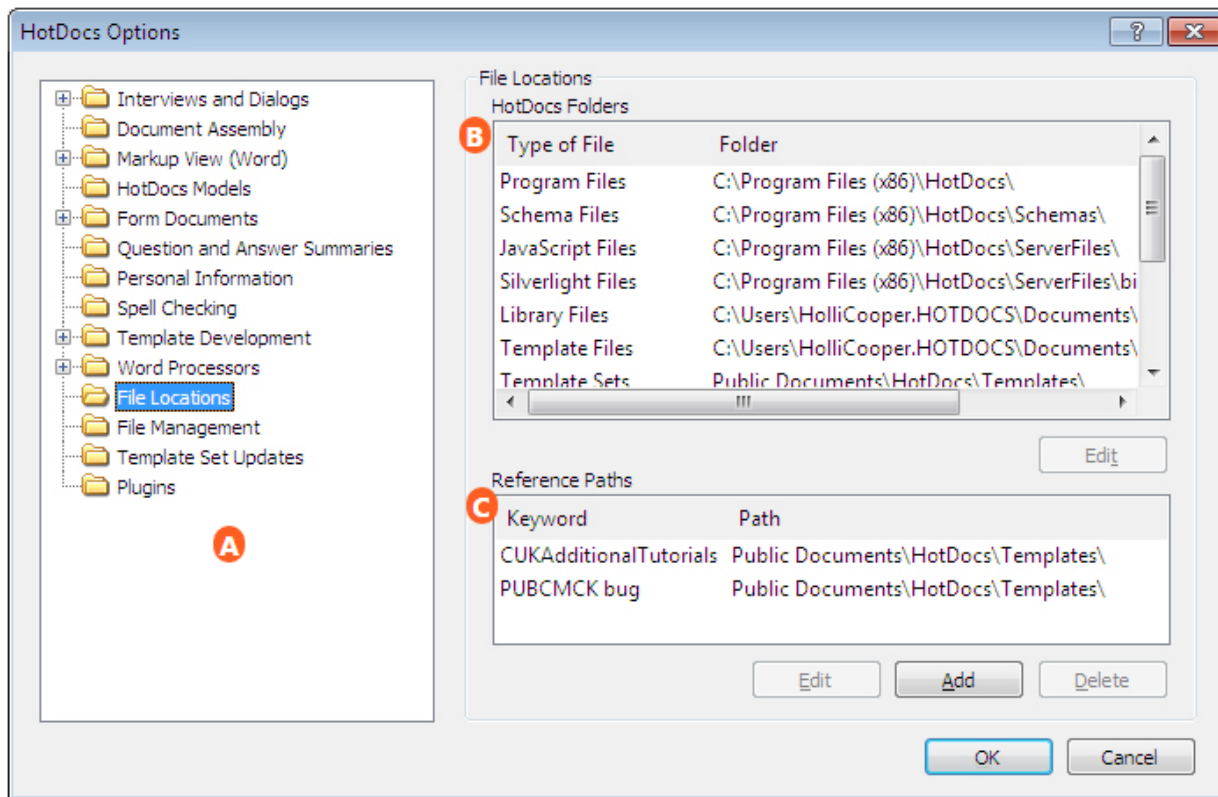 HotDocs Options
Interviews and Dialogs
Document Assembly
Markup View (Word)
HotDocs Models
Form Documents
Question and Answer Summaries
Personal Information
Spell Checking
Template Development
Word Processors
File Locations
File Management
Template Set Updates
Plugins
A
File Locations
HotDocs Folders
B
Type of File Folder
Program Files C:\Program Files (x86)\HotDocs\
Schema Files C:\Program Files (x86)\HotDocs\Schemas\
JavaScript Files C:\Program Files (x86)\HotDocs\ServerFiles\
Silverlight Files C:\Program Files (x86)\HotDocs\ServerFiles\bi
Library Files C:\Users\HolliCooper.HOTDOCS\Documents\
Template Files C:\Users\HolliCooper.HOTDOCS\Documents\
Template Sets Public Documents\HotDocs\Templates\
Edit
Reference Paths
C
Keyword Path
CUKAdditionalTutorials Public Documents\HotDocs\Templates\
PUBCMCK bug Public Documents\HotDocs\Templates\
Edit Add Delete
OK Cancel